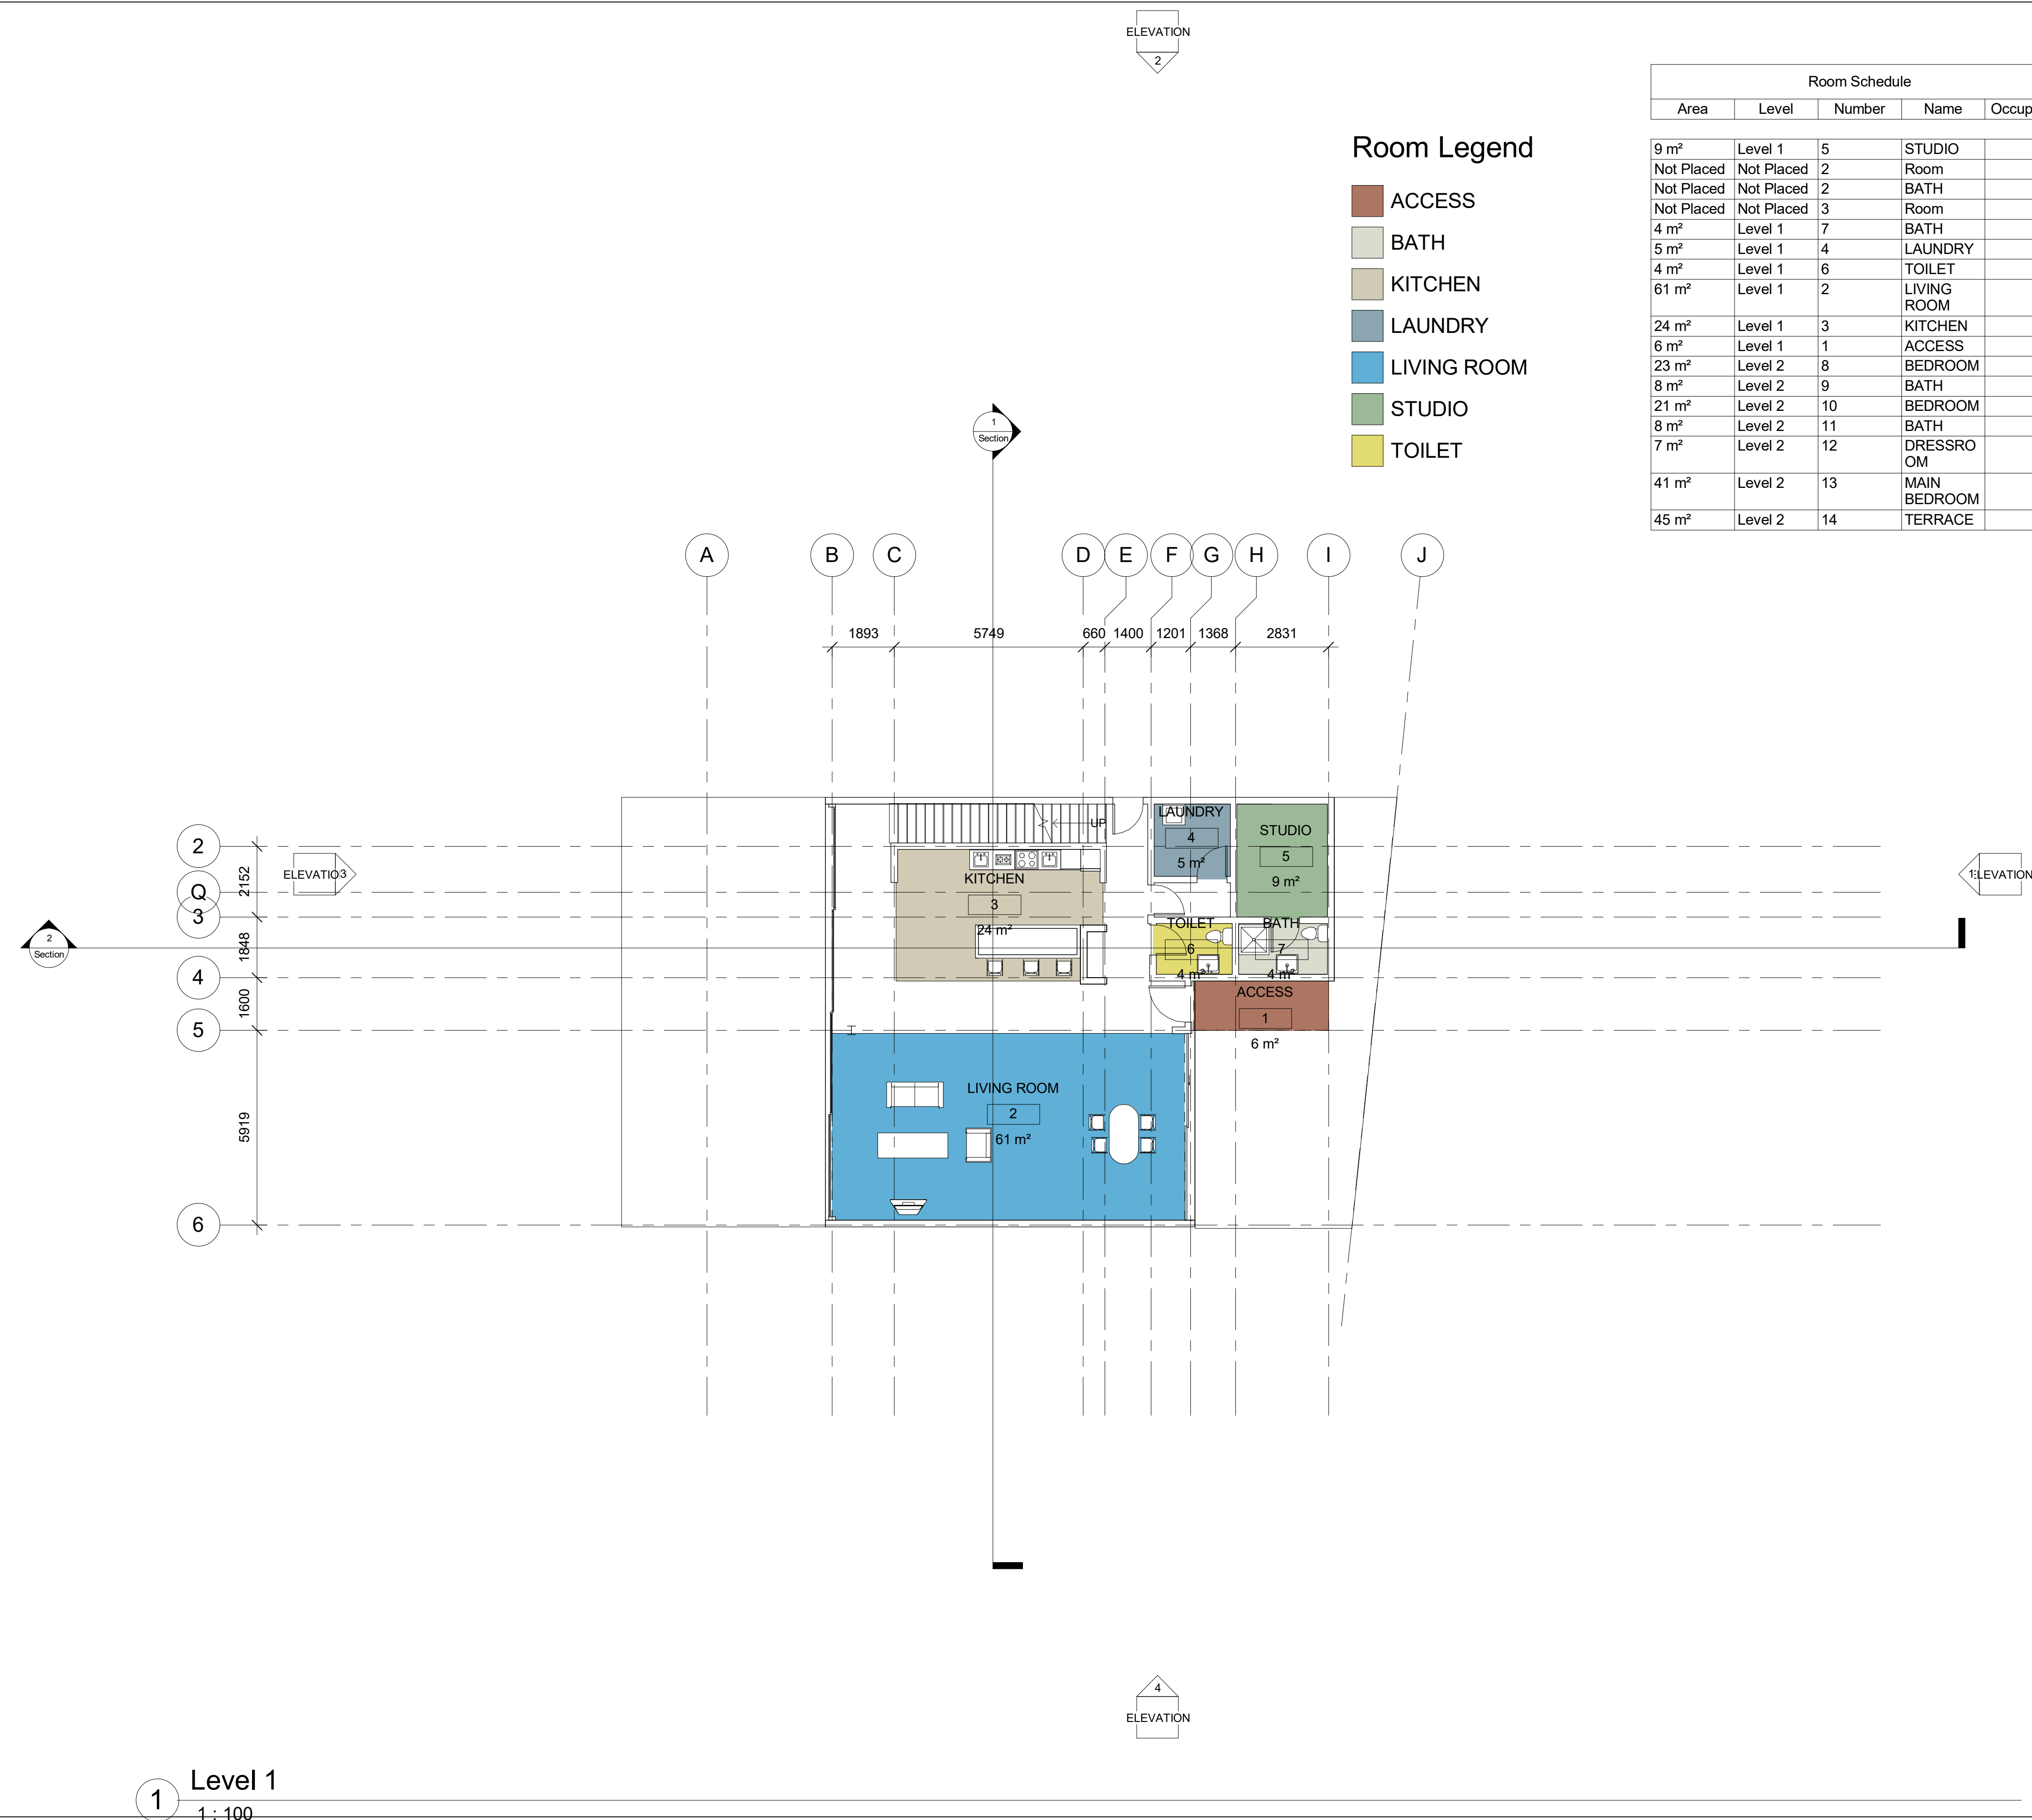 ELEVATION
2
Room Schedule
Area Level Number Name Occup
9 m² Level 1 5 STUDIO
Not Placed Not Placed 2 Room
Not Placed Not Placed 2 BATH
Not Placed Not Placed 3 Room
4 m² Level 1 7 BATH
5 m² Level 1 4 LAUNDRY
4 m² Level 1 6 TOILET
61 m² Level 1 2 LIVING
ROOM
24 m² Level 1 3 KITCHEN
6 m² Level 1 1 ACCESS
23 m² Level 2 8 BEDROOM
8 m² Level 2 9 BATH
21 m² Level 2 10 BEDROOM
8 m² Level 2 11 BATH
7 m² Level 2 12 DRESSRO
OM
41 m² Level 2 13 MAIN
BEDROOM
45 m² Level 2 14 TERRACE
Room Legend
ACCESS
BATH
KITCHEN
LAUNDRY
LIVING ROOM
STUDIO
TOILET
1
Section
A B C D E F G H I J
1893 5749 660 1400 1201 1368 2831
2
Q
3
4
5
6
2152
1848
1600
5919
ELEVATIO3
1 ELEVATION
2
Section
UP
LAUNDRY
4
5 m²
STUDIO
5
9 m²
KITCHEN
3
24 m²
TOILET
6
4 m²
BATH
7
4 m²
ACCESS
1
6 m²
LIVING ROOM
2
61 m²
4
ELEVATION
1
Level 1
1 : 100